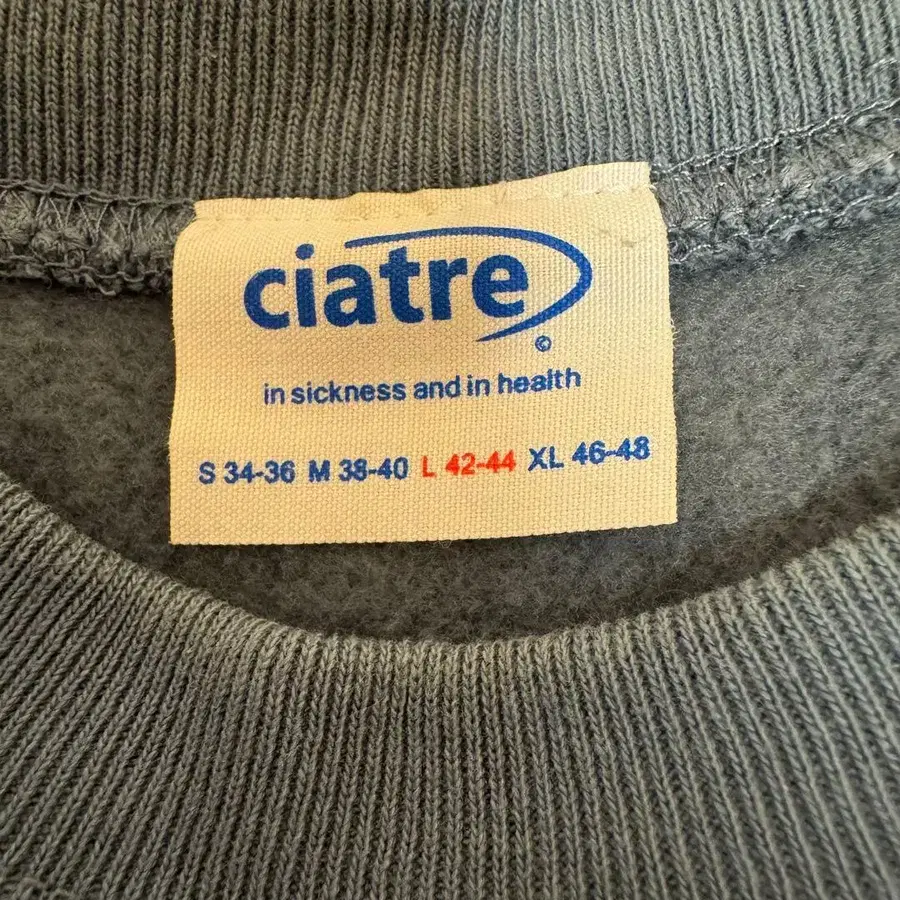 ciatre
©
in sickness and in health
S 34-36 M 38-40 L 42-44 XL 46-48